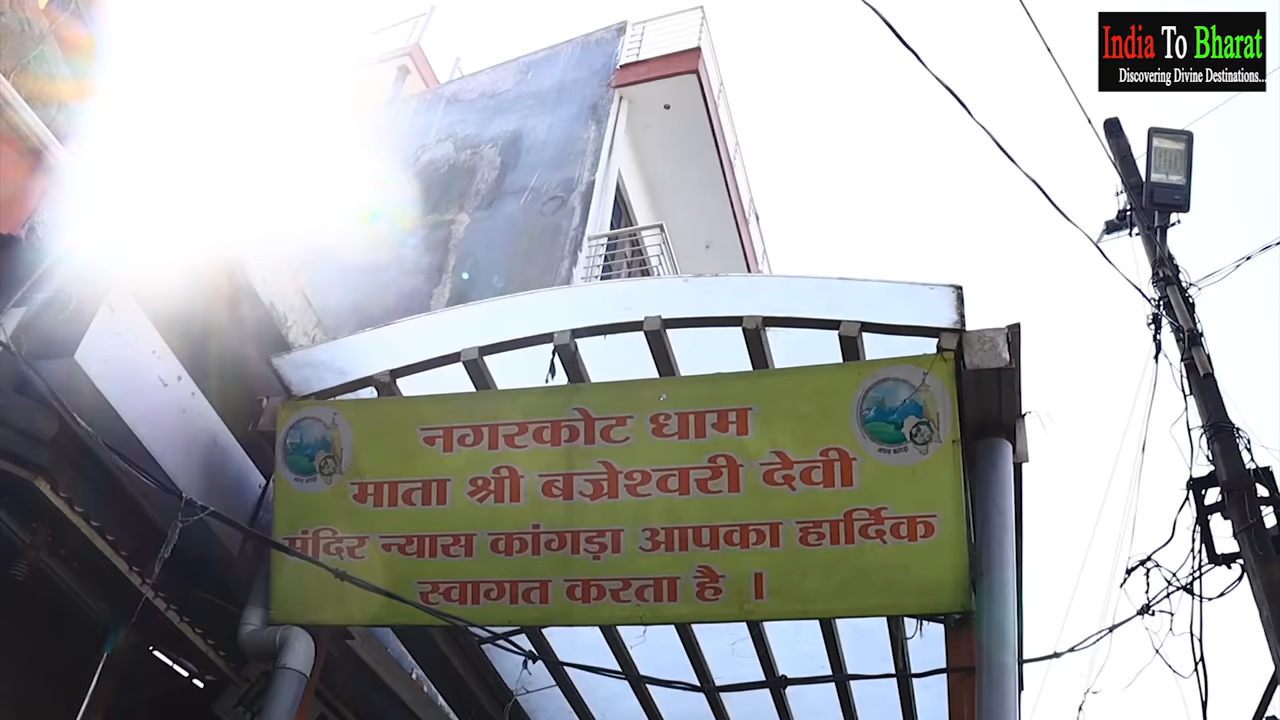 India To Bharat
Discovering Divine Destinations...
नगरकोट धाम
माता श्री बज्रेश्वरी देवी
मंदिर न्यास कांगड़ा आपका हार्दिक
स्वागत करता है ।